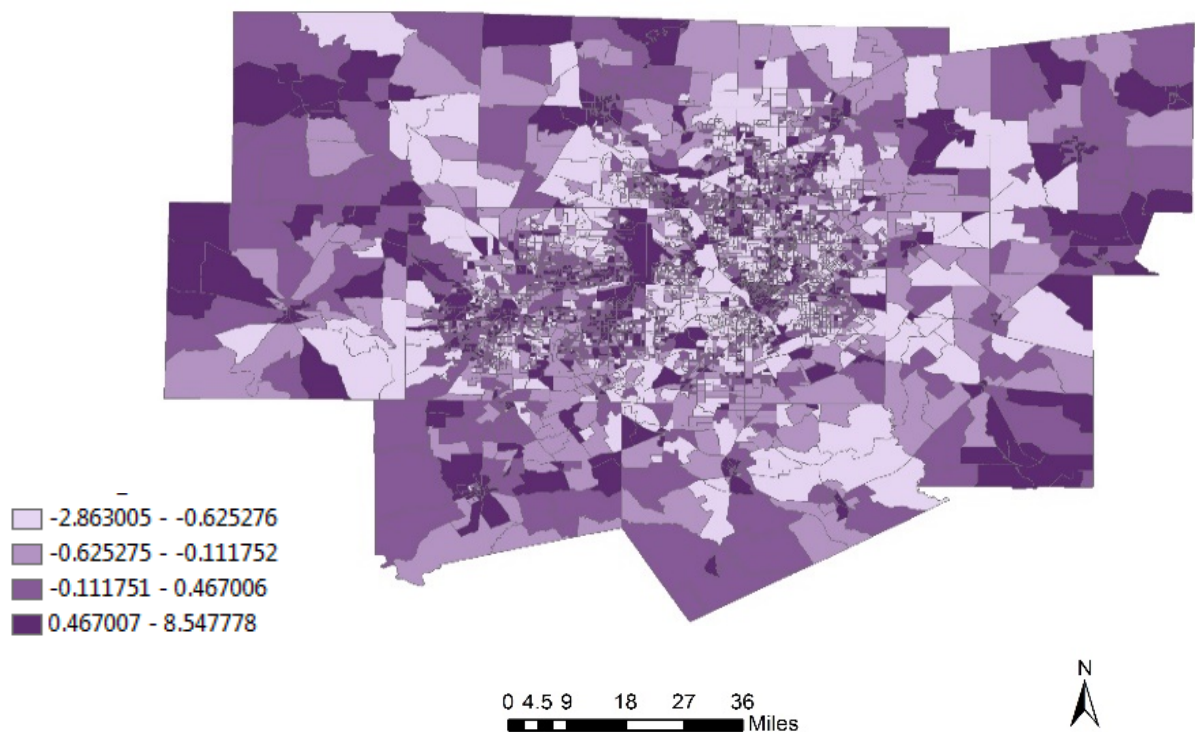 -2.863005 - -0.625276
-0.625275 - -0.111752
-0.111751 - 0.467006
0.467007 - 8.547778
N
0 4.5 9 18 27 36
Miles